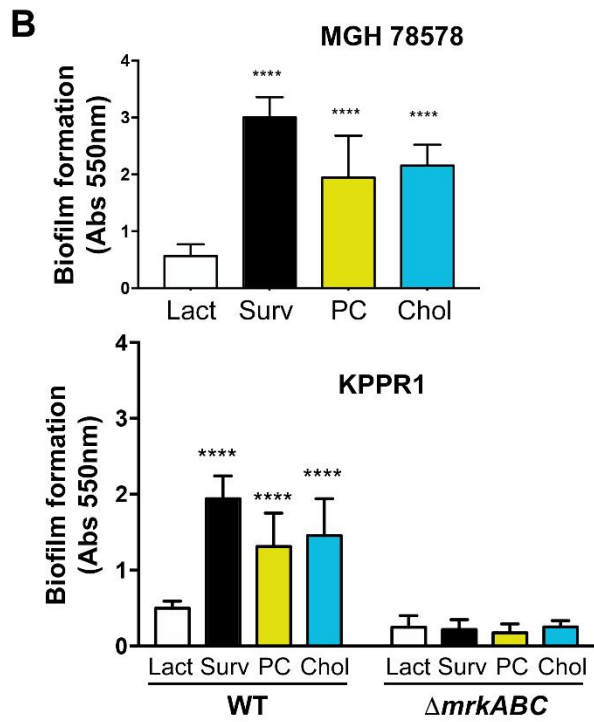 B
MGH 78578
Biofilm formation
(Abs 550nm)
4
3
2
1
0
****
****
****
Lact Surv PC Chol
KPPR1
Biofilm formation
(Abs 550nm)
4
3
2
1
0
****
****
****
Lact Surv PC Chol Lact Surv PC Chol
WT ΔmrkABC